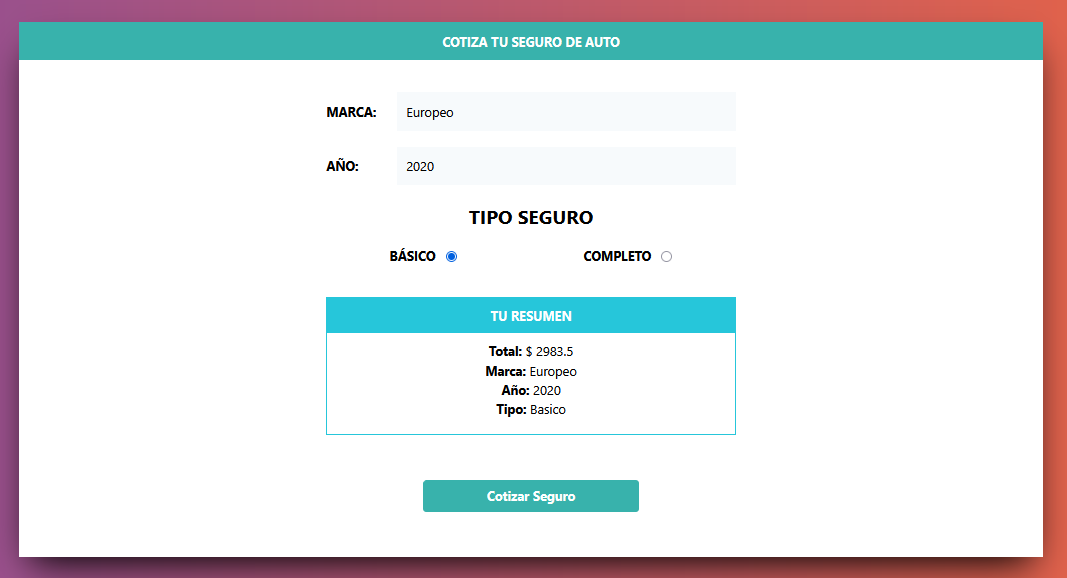 COTIZA TU SEGURO DE AUTO
MARCA: Europeo
AÑO: 2020
TIPO SEGURO
BÁSICO COMPLETO
TU RESUMEN
Total: $ 2983.5
Marca: Europeo
Año: 2020
Tipo: Basico
Cotizar Seguro